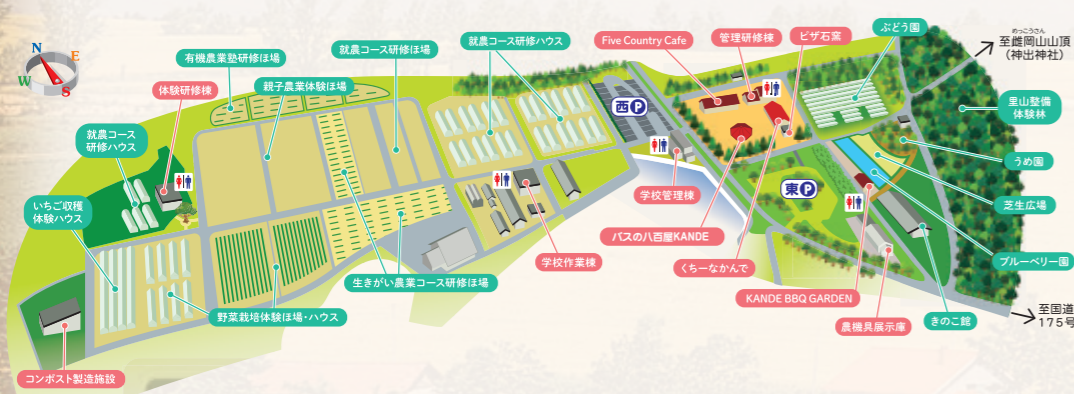 N
E
W
S
有機農業塾研修ほ場
就農コース研修ほ場
就農コース研修ハウス
Five Country Cafe
管理研修棟
ピザ石窯
ぶどう園
めっこうさん
至雌岡山山頂
(神出神社)
体験研修棟
親子農業体験ほ場
就農コース
研修ハウス
西P
里山整備
体験林
うめ園
いちご収穫
体験ハウス
学校管理棟
東P
芝生広場
バスの八百屋KANDE
学校作業棟
くちーなかんで
ブルーベリー園
生きがい農業コース研修ほ場
KANDE BBQ GARDEN
野菜栽培体験ほ場・ハウス
農機具展示庫
きのこ館
至国道
175号
コンポスト製造施設